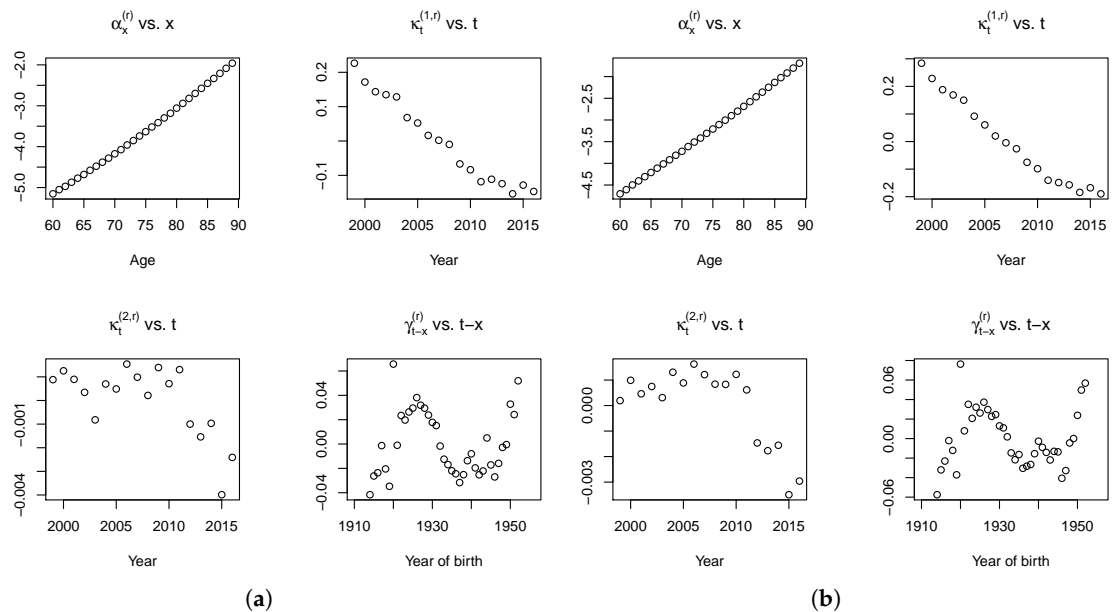 α_x^(r) vs. x
−5.0 −4.0 −3.0 −2.0
60 65 70 75 80 85 90
Age
κ_t^(1,r) vs. t
−0.1 0.2
2000 2005 2010 2015
Year
κ_t^(2,r) vs. t
−0.004 −0.001
2000 2005 2010 2015
Year
γ_t−x^(r) vs. t−x
−0.04 0.00 0.04
1910 1930 1950
Year of birth
(a)
α_x^(r) vs. x
−4.5 −3.5 −2.5
60 65 70 75 80 85 90
Age
κ_t^(1,r) vs. t
−0.2 0.0 0.2
2000 2005 2010 2015
Year
κ_t^(2,r) vs. t
−0.003 0.000
2000 2005 2010 2015
Year
γ_t−x^(r) vs. t−x
−0.06 0.00 0.06
1910 1930 1950
Year of birth
(b)